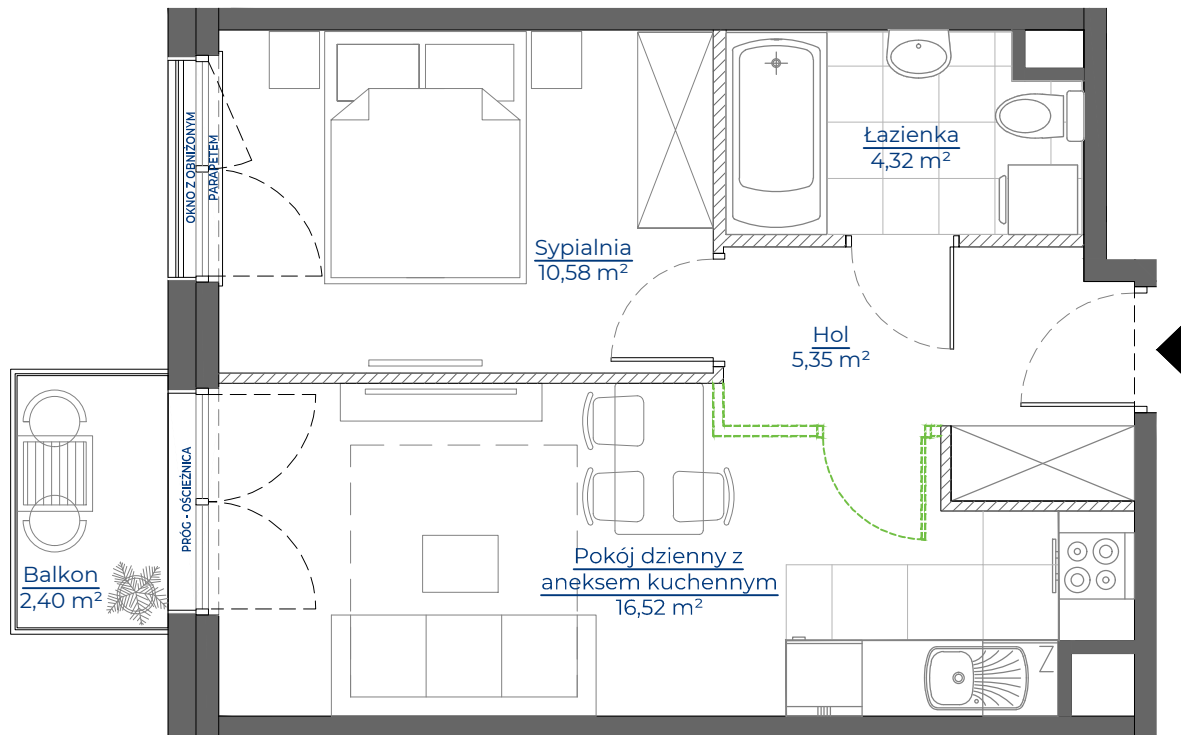 Łazienka
4,32 m²
OKNO Z OBNIŻONYM
PARAPETEM
Sypialnia
10,58 m²
Hol
5,35 m²
PRÓG - OŚCIEŻNICA
Pokój dzienny z
aneksem kuchennym
16,52 m²
Balkon
2,40 m²
Z